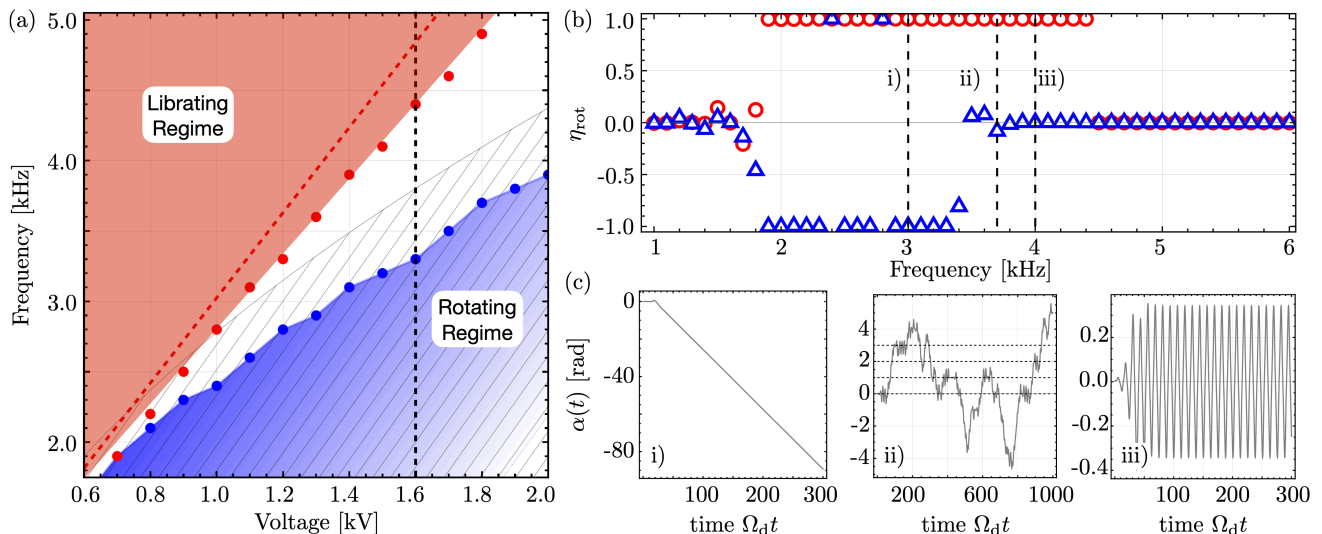 (a)
5.0
4.0
3.0
2.0
Frequency [kHz]
Librating
Regime
Rotating
Regime
0.6 0.8 1.0 1.2 1.4 1.6 1.8 2.0
Voltage [kV]
(b)
1.0
0.5
0.0
-0.5
-1.0
ηrot
i) ii) iii)
1 2 3 4 5 6
Frequency [kHz]
(c)
0
-40
-80
α(t) [rad]
i)
100 200 300
time Ωdt
4
2
0
-2
-4
ii)
200 600 1000
time Ωdt
0.2
0.0
-0.2
-0.4
iii)
100 200 300
time Ωdt